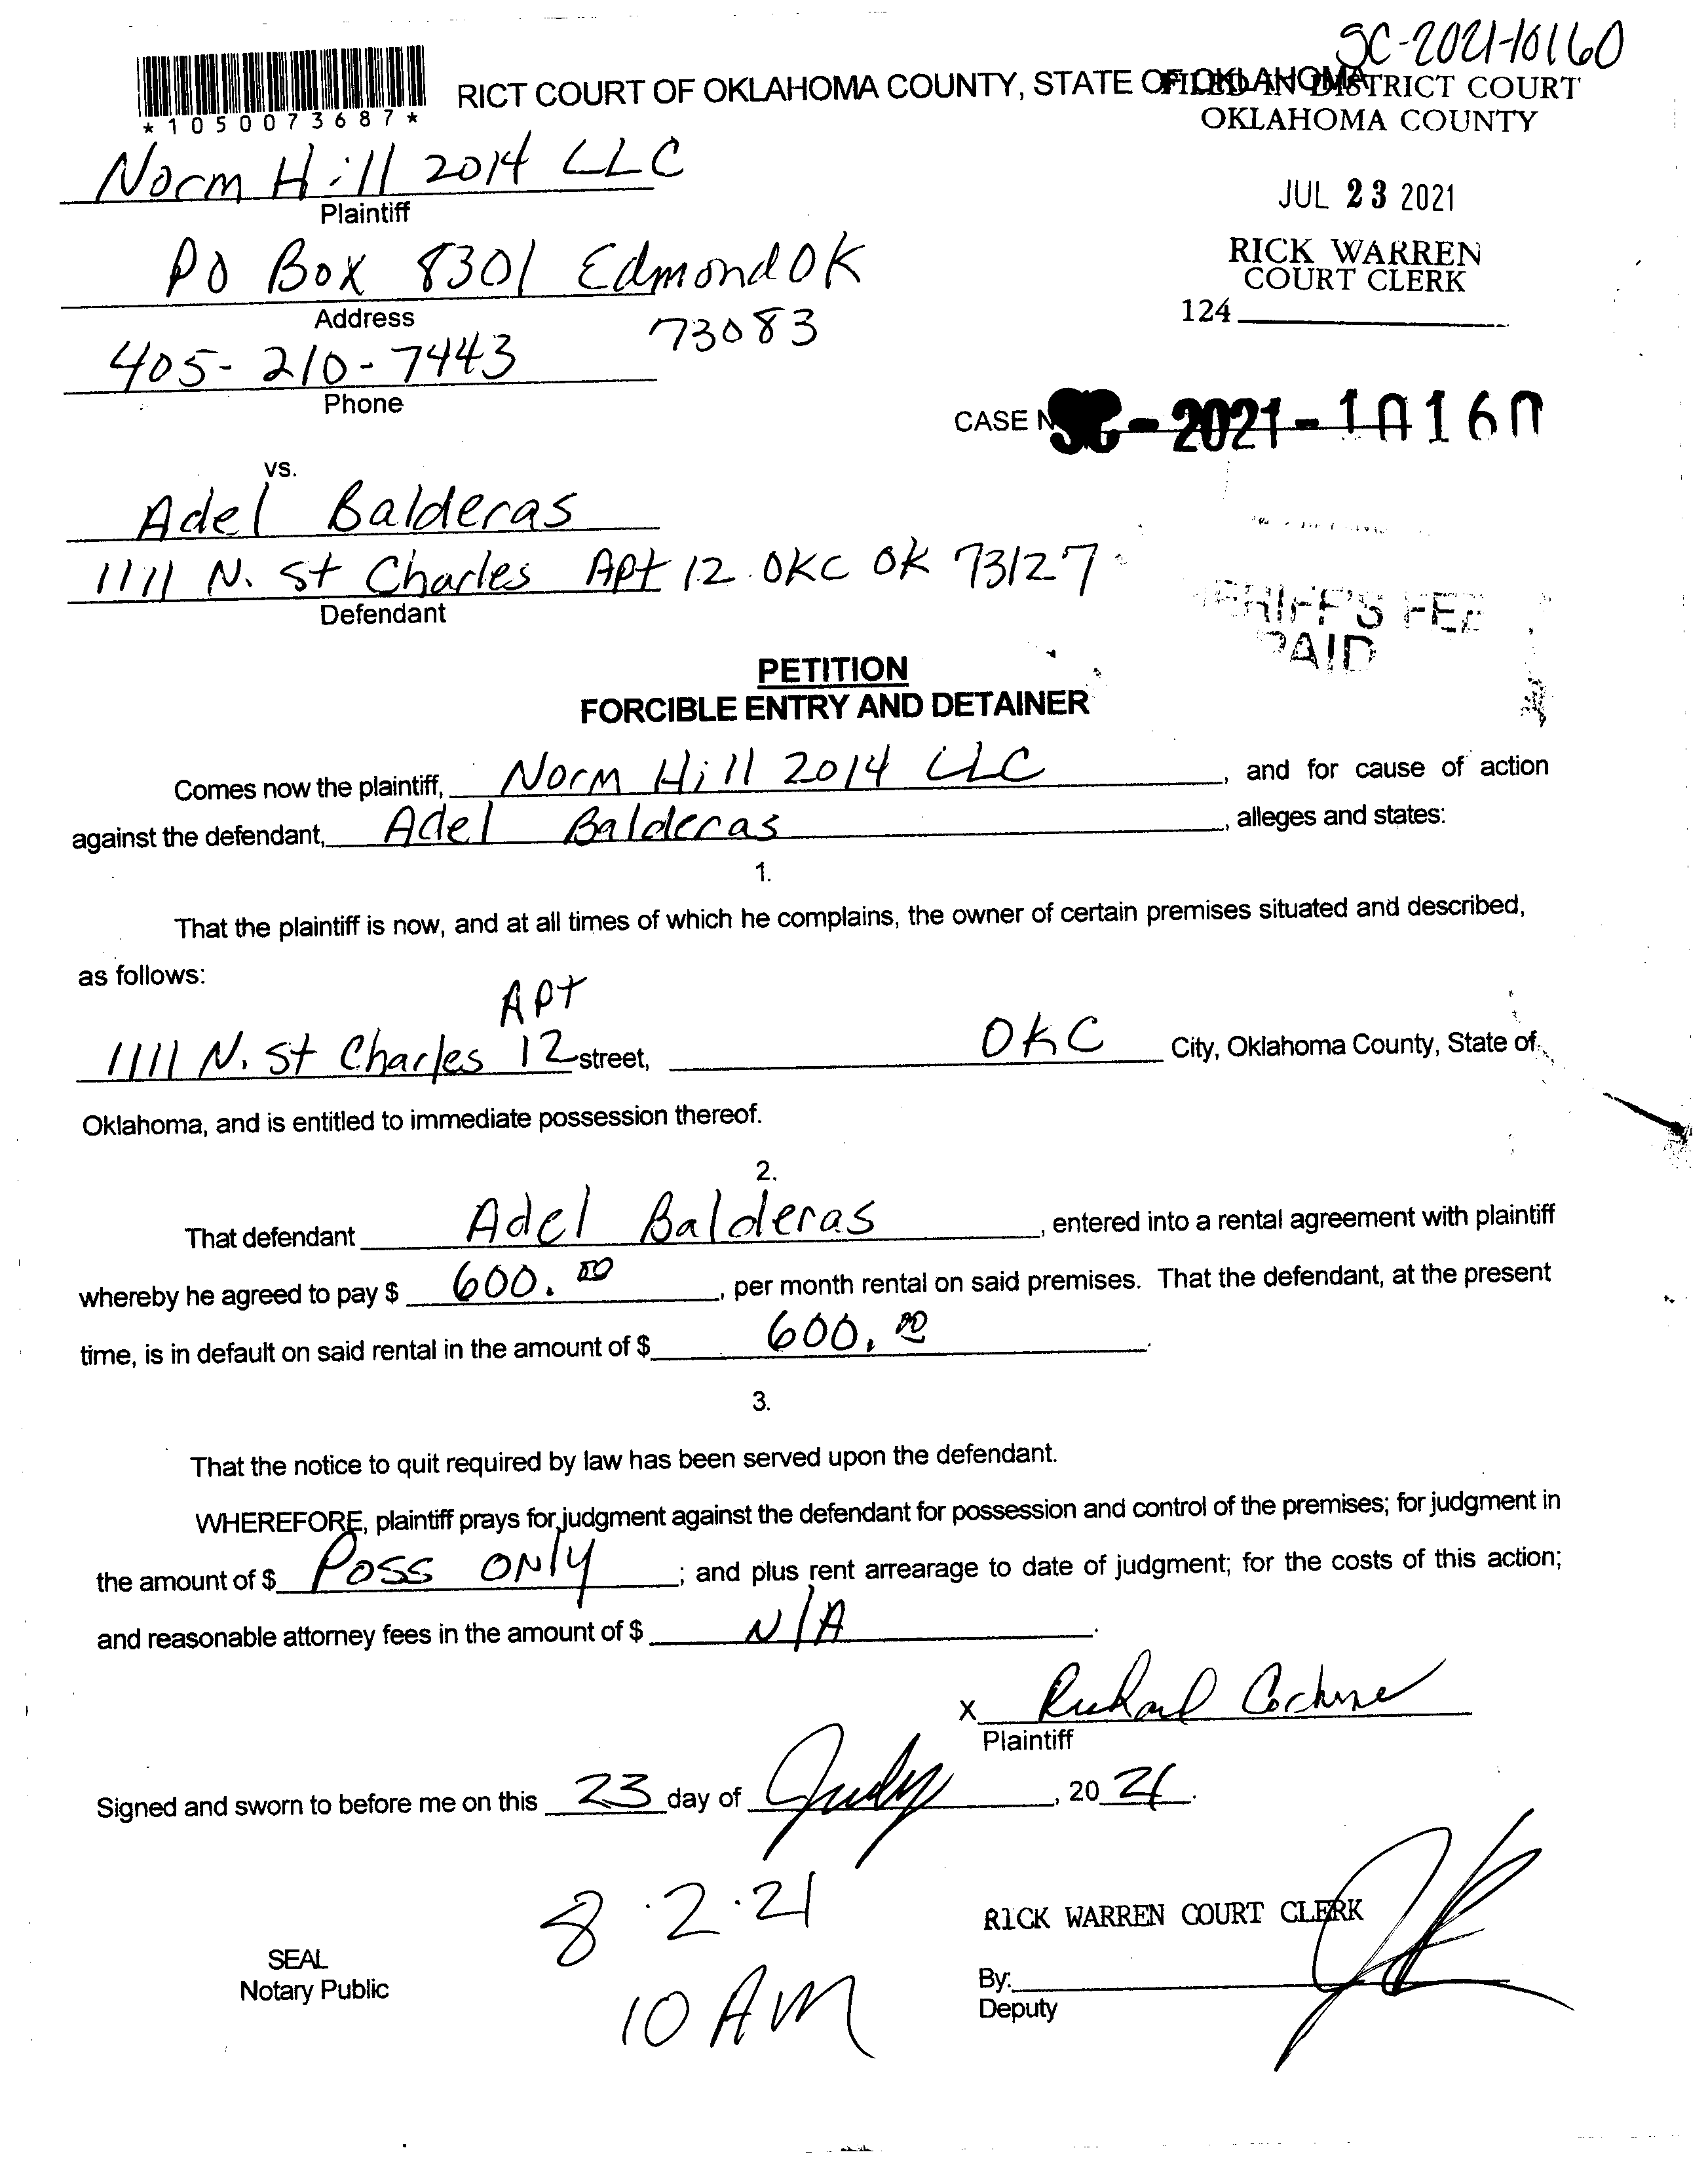 SC-2021-10160
RICT COURT OF OKLAHOMA COUNTY, STATE OF OKLAHOMA
FILED IN DISTRICT COURT
OKLAHOMA COUNTY
*1050073687*
Norm Hill 2014 LLC
Plaintiff
JUL 23 2021
PO Box 8301 Edmond OK
73083
Address
RICK WARREN
COURT CLERK
124
405-210-7443
Phone
CASE N SC-2021-10160
vs.
Adel Balderas
1111 N. St Charles Apt 12 OKC OK 73127
Defendant
SHERIFF'S FEE
PAID
PETITION
FORCIBLE ENTRY AND DETAINER
Comes now the plaintiff, Norm Hill 2014 LLC, and for cause of action
against the defendant, Adel Balderas, alleges and states:
1.
That the plaintiff is now, and at all times of which he complains, the owner of certain premises situated and described,
as follows:
Apt
1111 N. St Charles 12 street, OKC City, Oklahoma County, State of
Oklahoma, and is entitled to immediate possession thereof.
2.
That defendant Adel Balderas, entered into a rental agreement with plaintiff
whereby he agreed to pay $ 600.00, per month rental on said premises. That the defendant, at the present
time, is in default on said rental in the amount of $ 600.00.
3.
That the notice to quit required by law has been served upon the defendant.
WHEREFORE, plaintiff prays for judgment against the defendant for possession and control of the premises; for judgment in
the amount of $ Poss ONly; and plus rent arrearage to date of judgment; for the costs of this action;
and reasonable attorney fees in the amount of $ N/A.
X Richard Cochrane
Plaintiff
Signed and sworn to before me on this 23 day of July, 20 21.
8.2.21
10 AM
RICK WARREN COURT CLERK
SEAL
Notary Public
By:
Deputy